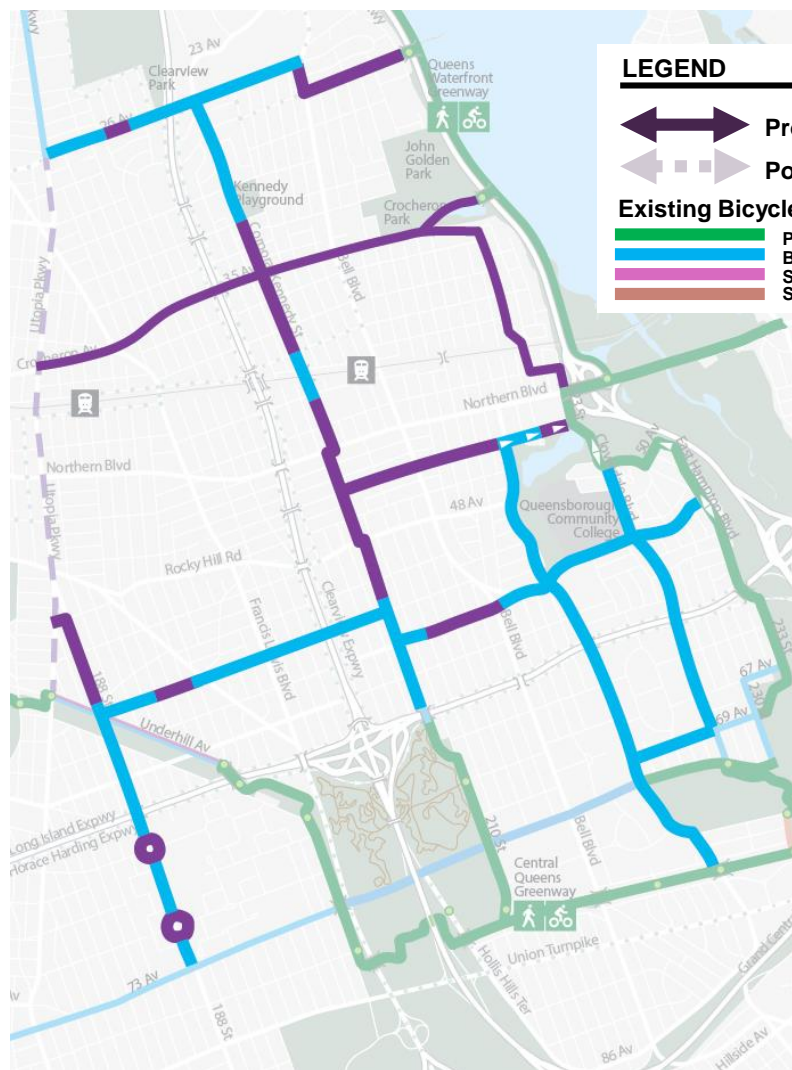 23 Av
Clearview
Park
26 Av
Queens
Waterfront
Greenway
LEGEND
Existing Bicycle
P
B
S
S
John
Golden
Park
Kennedy
Playground
Crocheron
Park
Utopia Pkwy
35 Av
Corporal Kennedy St
Bell Blvd
Crocheron Av
Northern Blvd
Northern Blvd
50 Av
East Hampton Blvd
48 Av
Queensborough
Community
College
Utopia Pkwy
Rocky Hill Rd
Francis Lewis Blvd
Clearview Expwy
Bell Blvd
233 St
67 Av
230
69 Av
188 St
Underhill Av
Long Island Expwy
Horace Harding Expwy
210 St
Bell Blvd
Central
Queens
Greenway
Union Turnpike
Hollis Hills Ter
73 Av
188 St
86 Av
Hillside Av